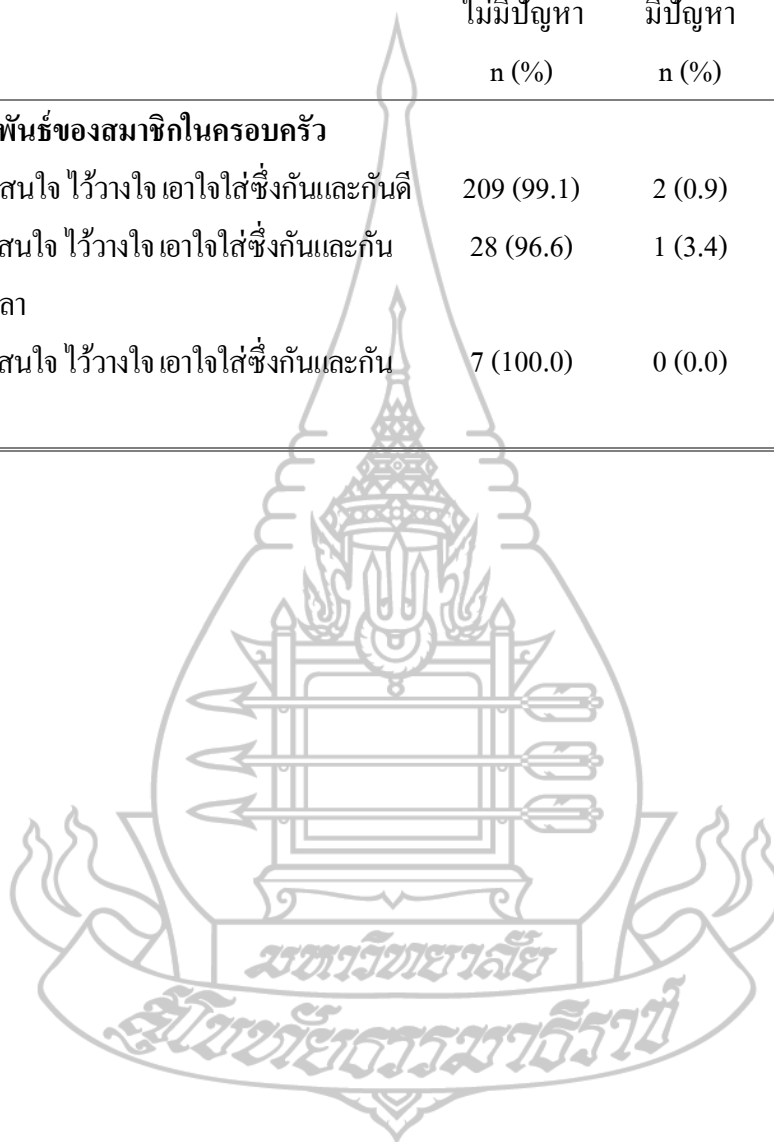 ไม่มีปัญหา มีปัญหา
n (%) n (%)
พันธ์ของสมาชิกในครอบครัว
สนใจ ไว้วางใจ เอาใจใส่ซึ่งกันและกันดี 209 (99.1) 2 (0.9)
สนใจ ไว้วางใจ เอาใจใส่ซึ่งกันและกัน 28 (96.6) 1 (3.4)
ลา
สนใจ ไว้วางใจ เอาใจใส่ซึ่งกันและกัน 7 (100.0) 0 (0.0)
มหาวิทยาลัย
สุโขทัยธรรมาธิราช